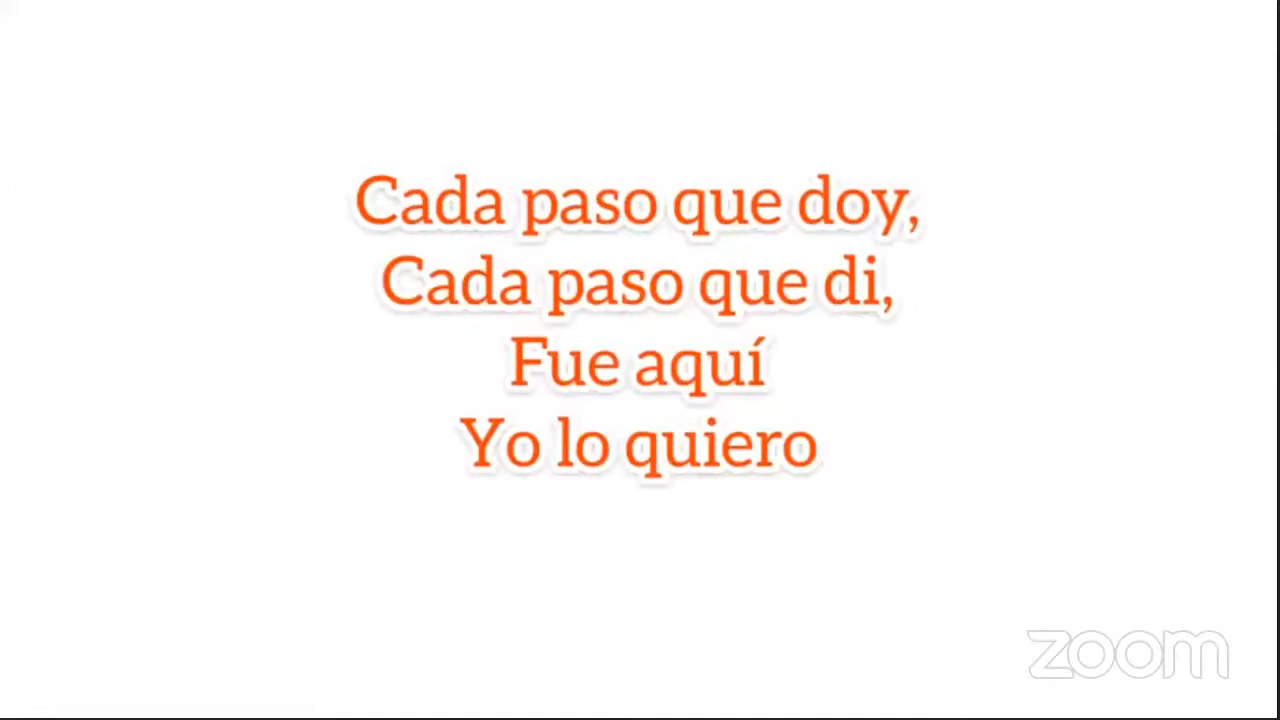 Cada paso que doy,
Cada paso que di,
Fue aquí
Yo lo quiero
zoom